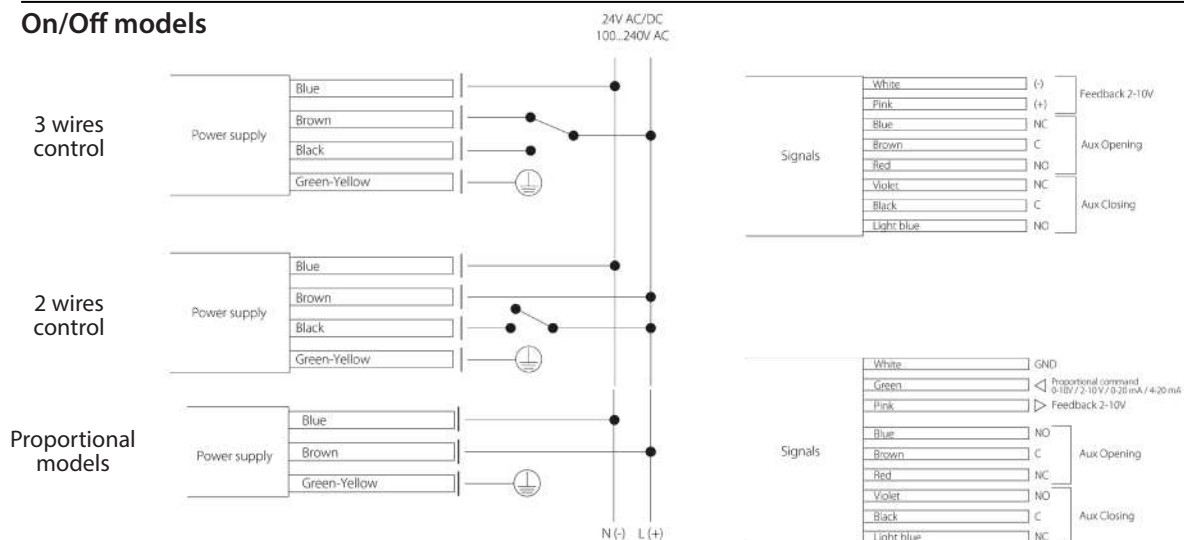 On/Off models
24V AC/DC
100...240V AC
3 wires
control
Power supply
Blue
Brown
Black
Green-Yellow
Signals
White (-)
Pink (+)
Feedback 2-10V
Blue NC
Brown C
Red NO
Aux Opening
Violet NC
Black C
Light blue NO
Aux Closing
2 wires
control
Power supply
Blue
Brown
Black
Green-Yellow
Proportional
models
Power supply
Blue
Brown
Green-Yellow
N (-) L (+)
Signals
White GND
Green Proportional command
0-10V / 2-10 V / 0-20 mA / 4-20 mA
Pink Feedback 2-10V
Blue NO
Brown C
Red NC
Aux Opening
Violet NO
Black C
Light blue NC
Aux Closing